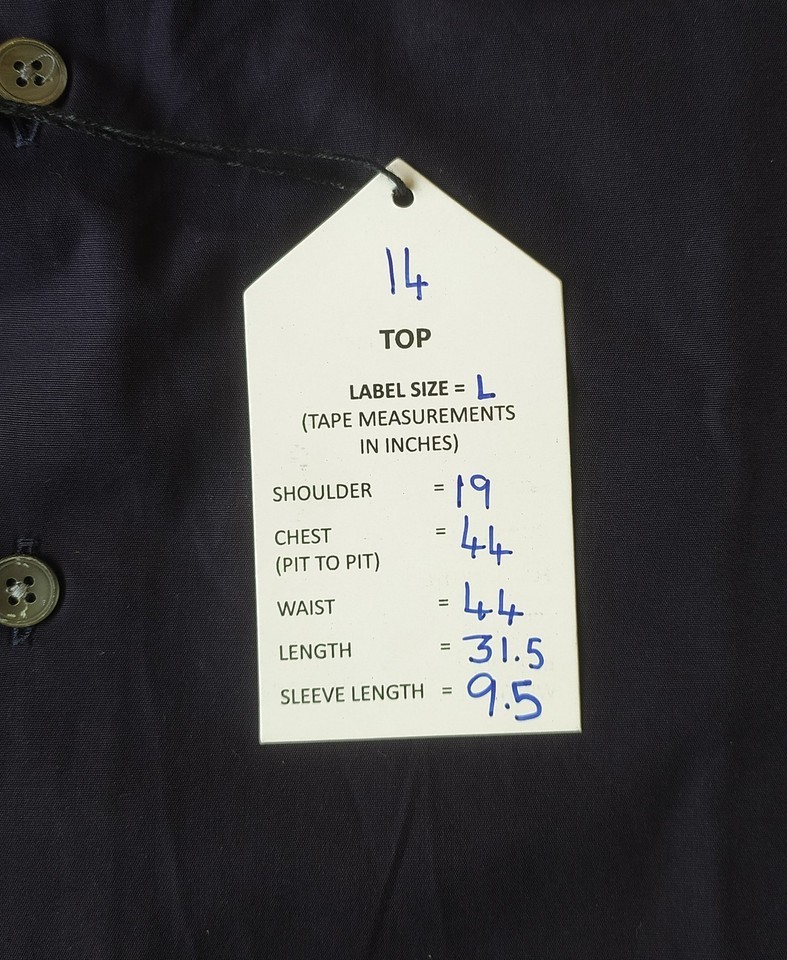 14
TOP
LABEL SIZE = L
(TAPE MEASUREMENTS
IN INCHES)
SHOULDER = 19
CHEST = 44
(PIT TO PIT)
WAIST = 44
LENGTH = 31.5
SLEEVE LENGTH = 9.5